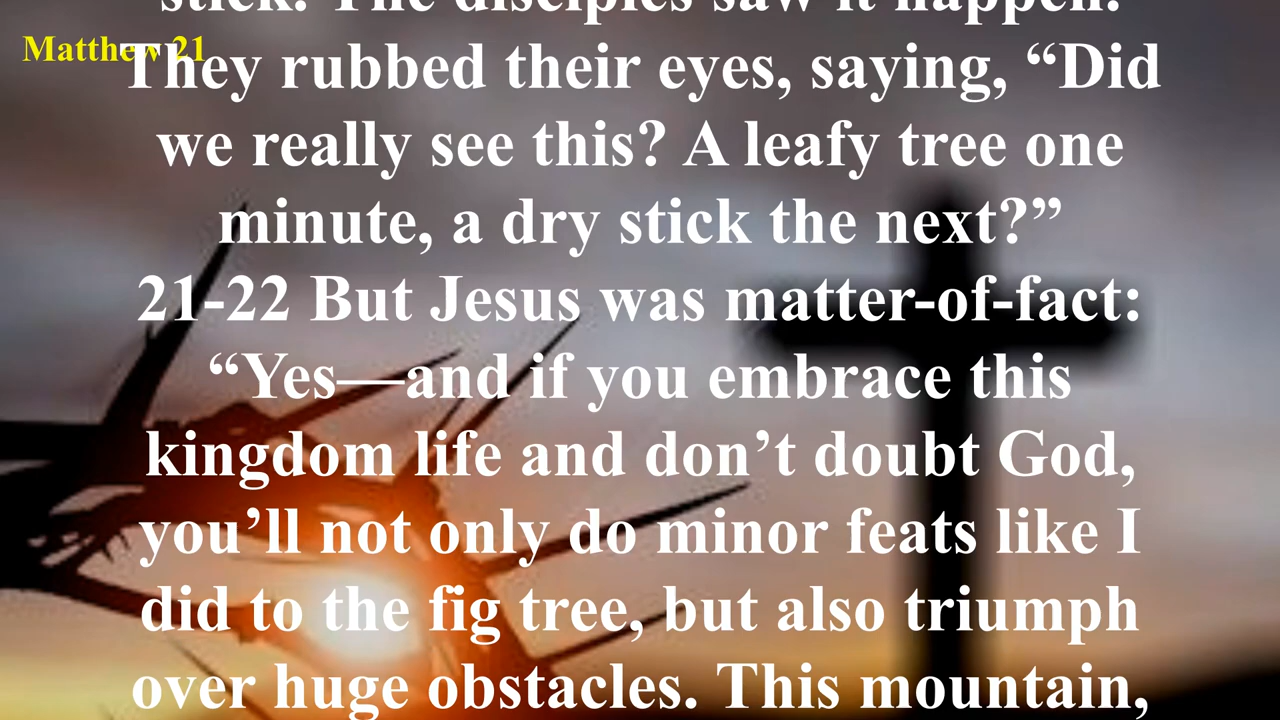 stick. The disciples saw it happen.
Matthew 21
They rubbed their eyes, saying, “Did
we really see this? A leafy tree one
minute, a dry stick the next?”
21-22 But Jesus was matter-of-fact:
“Yes—and if you embrace this
kingdom life and don’t doubt God,
you’ll not only do minor feats like I
did to the fig tree, but also triumph
over huge obstacles. This mountain,